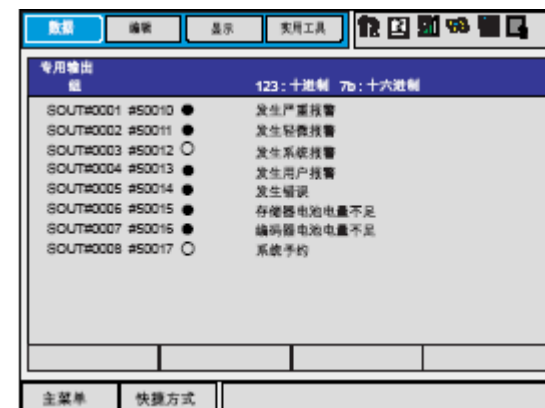 数据 编辑 显示 实用工具
专用输出
组 123：十进制 7b：十六进制
SOUT#0001 #50010 ● 发生严重报警
SOUT#0002 #50011 ● 发生轻微报警
SOUT#0003 #50012 ○ 发生系统报警
SOUT#0004 #50013 ● 发生用户报警
SOUT#0005 #50014 ● 发生错误
SOUT#0006 #50015 ● 存储器电池电量不足
SOUT#0007 #50016 ● 编码器电池电量不足
SOUT#0008 #50017 ○ 系统予约
主菜单 快捷方式